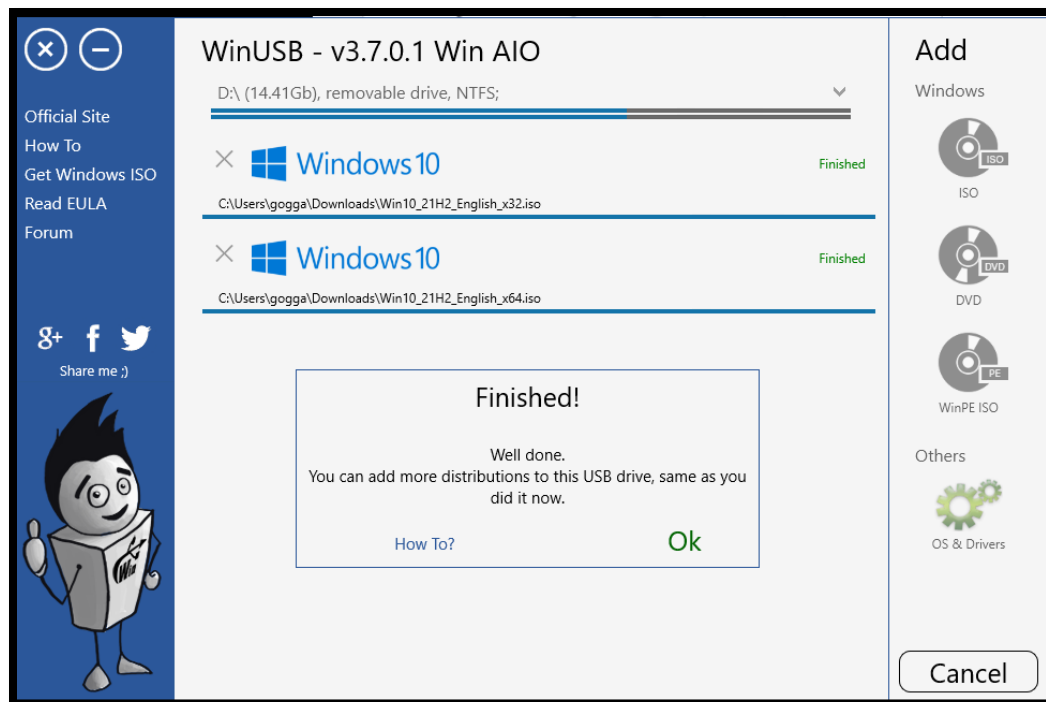 WinUSB - v3.7.0.1 Win AIO
D:\ (14.41Gb), removable drive, NTFS;
Official Site
How To
Get Windows ISO
Read EULA
Forum
8+ f
Share me ;)
Win
Windows 10
Finished
C:\Users\gogga\Downloads\Win10_21H2_English_x32.iso
Windows 10
Finished
C:\Users\gogga\Downloads\Win10_21H2_English_x64.iso
Finished!
Well done.
You can add more distributions to this USB drive, same as you
did it now.
How To?
Ok
Add
Windows
ISO
ISO
DVD
DVD
PE
WinPE ISO
Others
OS & Drivers
Cancel